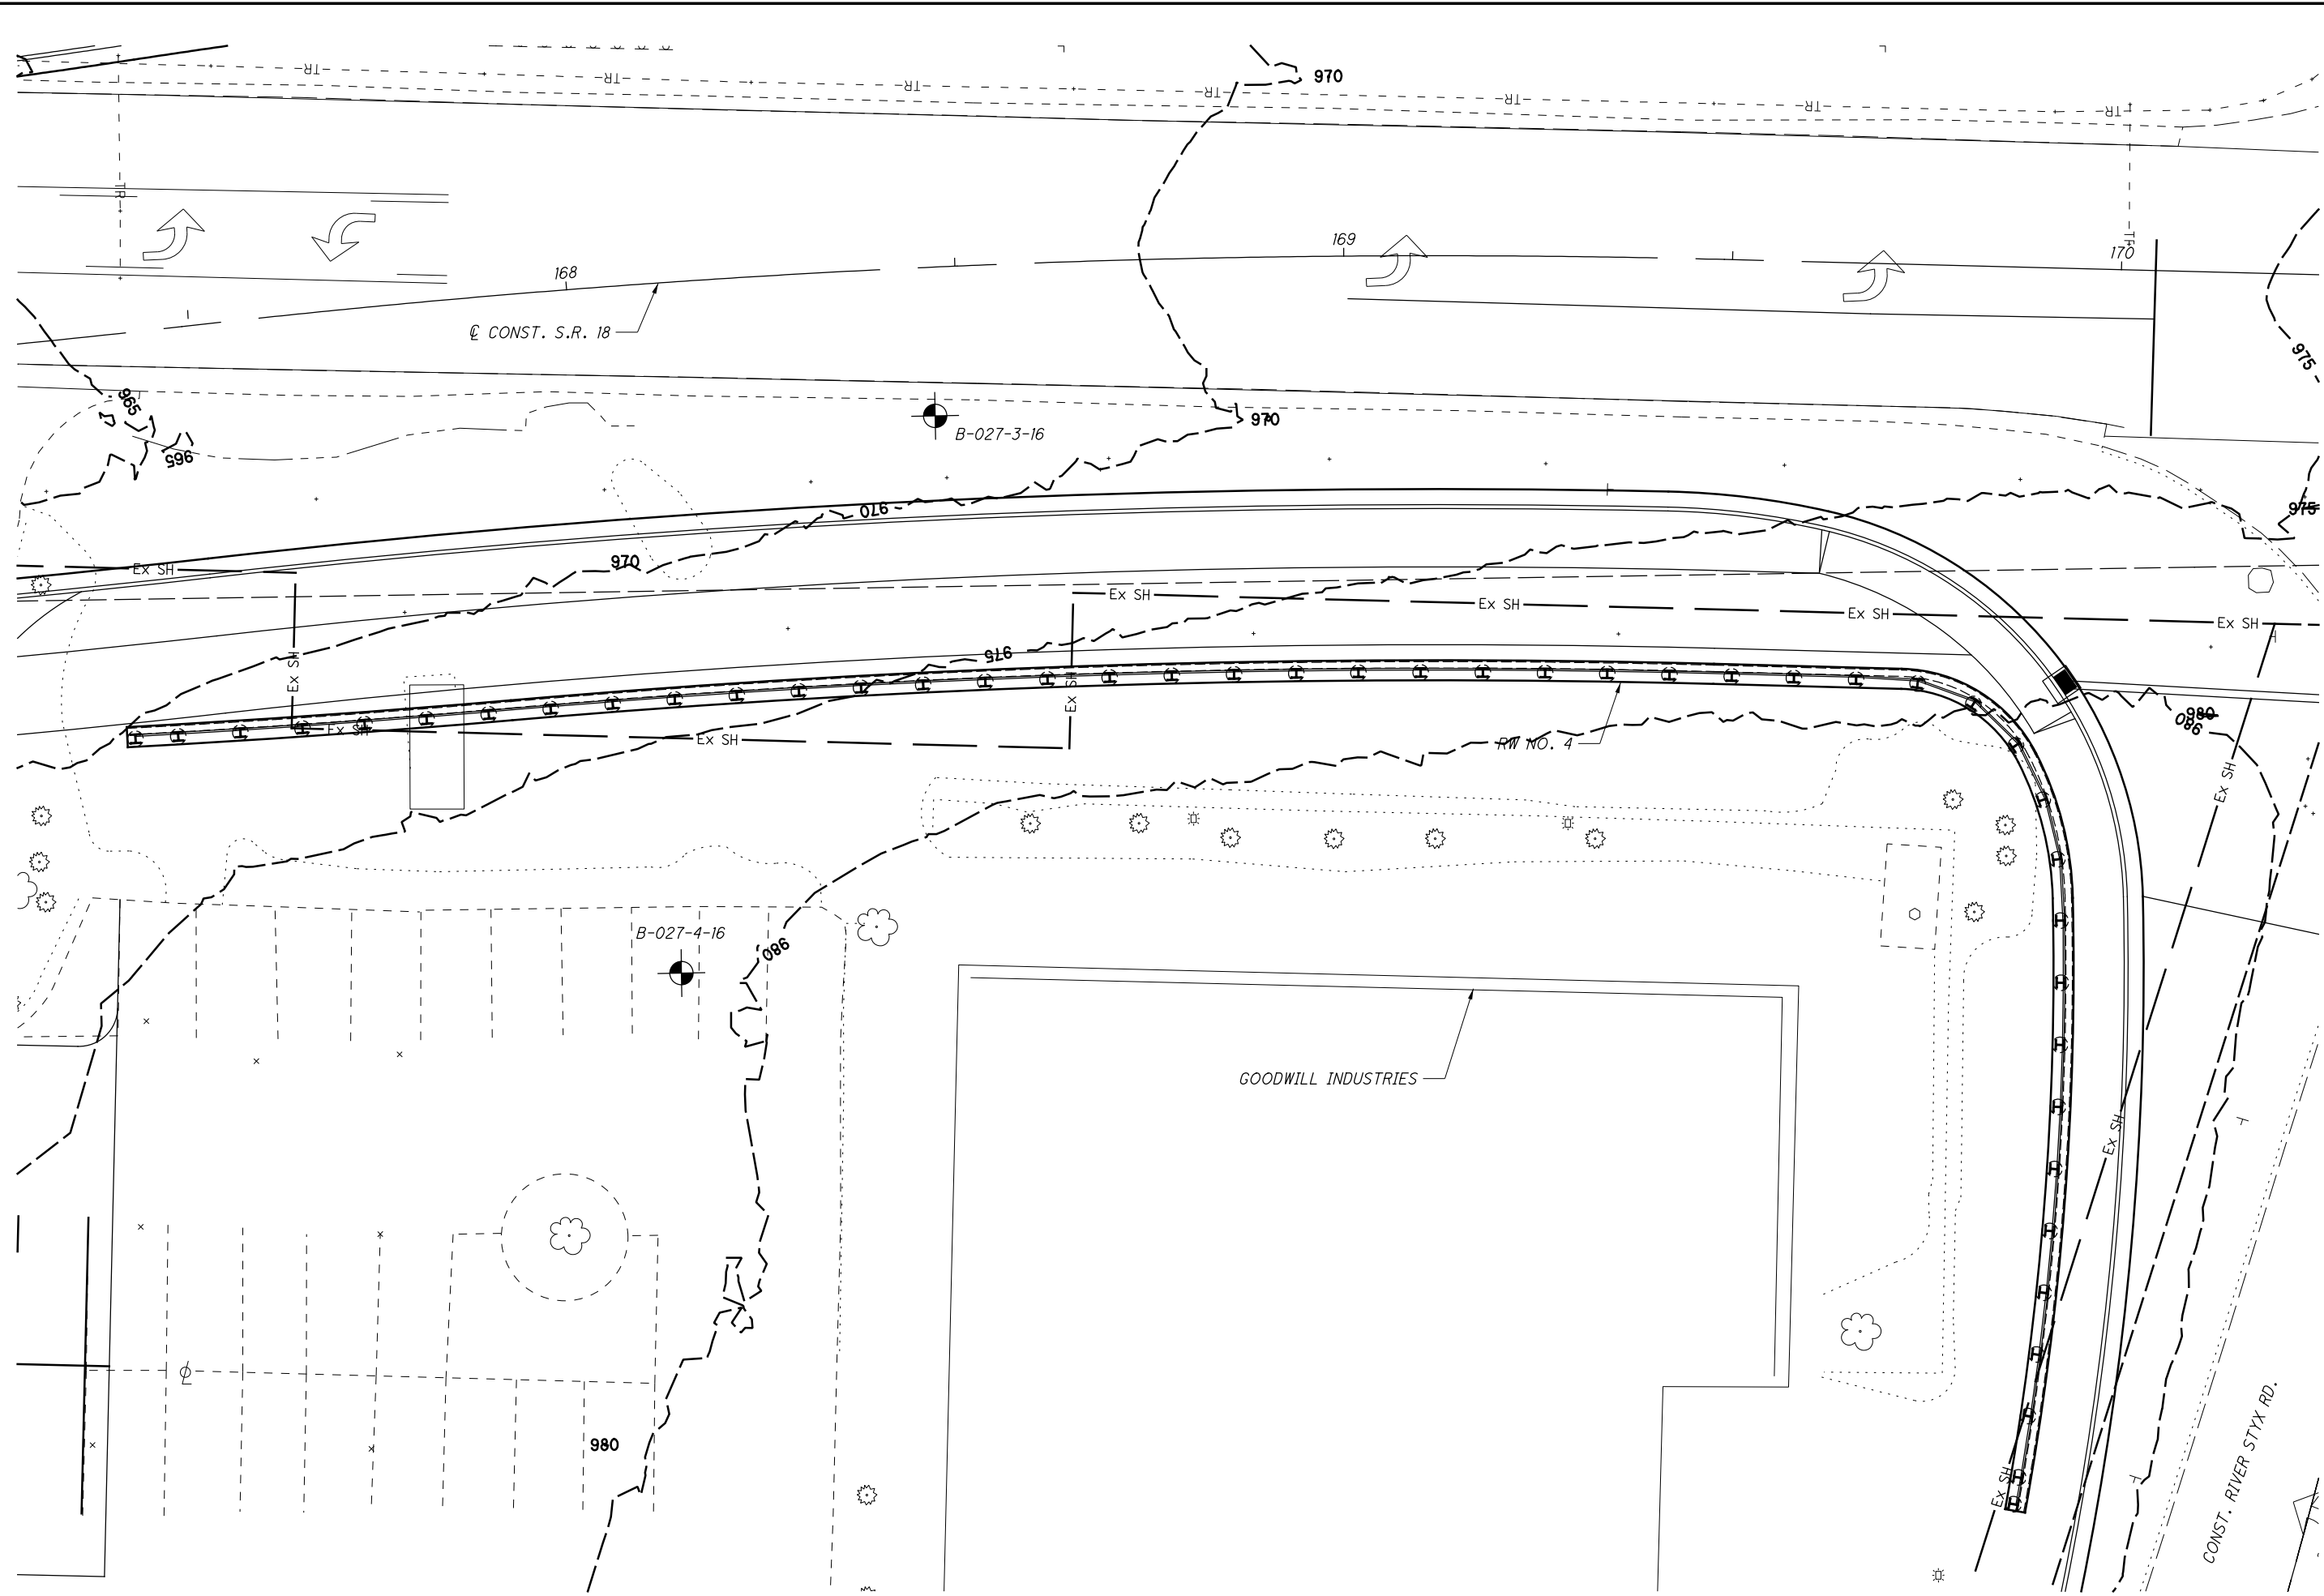 970
TR
TR
TR
TR
TR
TR
TR
TR
TR
168
169
170
℄ CONST. S.R. 18
975
965
965
970
B-027-3-16
970
975
970
Ex SH
Ex SH
Ex SH
Ex SH
Ex SH
Ex SH
975
Ex SH
Ex SH
Ex SH
RW NO. 4
980
980
Ex SH
B-027-4-16
980
GOODWILL INDUSTRIES
Ex SH
980
Ex SH
CONST. RIVER STYX RD.